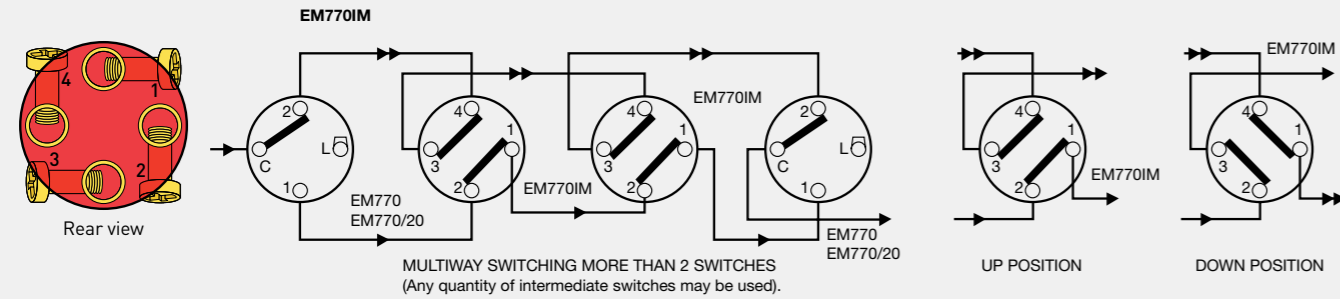 EM770IM
4
1
3
2
Rear view
2
C
L
1
EM770
EM770/20
4
1
3
2
EM770IM
4
1
3
2
EM770IM
2
C
L
1
EM770
EM770/20
MULTIWAY SWITCHING MORE THAN 2 SWITCHES
(Any quantity of intermediate switches may be used).
4
1
3
2
EM770IM
UP POSITION
EM770IM
4
1
3
2
DOWN POSITION